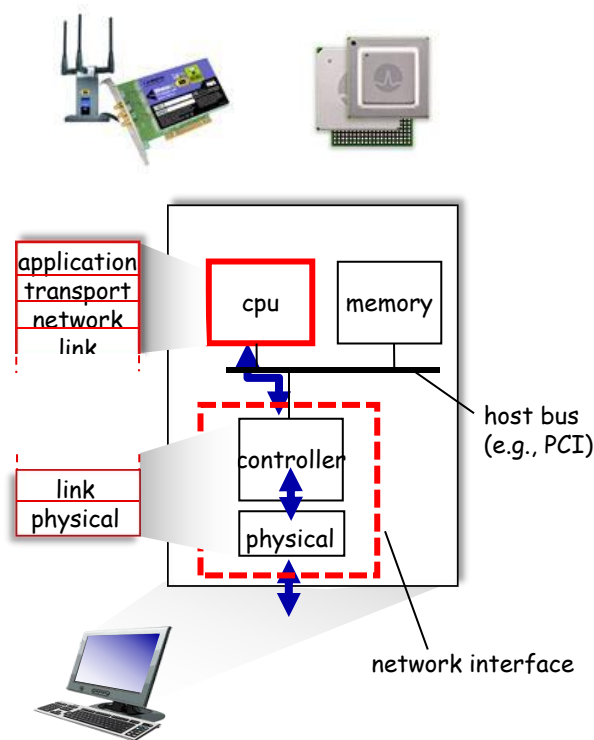 application
transport
network
link
cpu
memory
host bus
(e.g., PCI)
controller
link
physical
physical
network interface